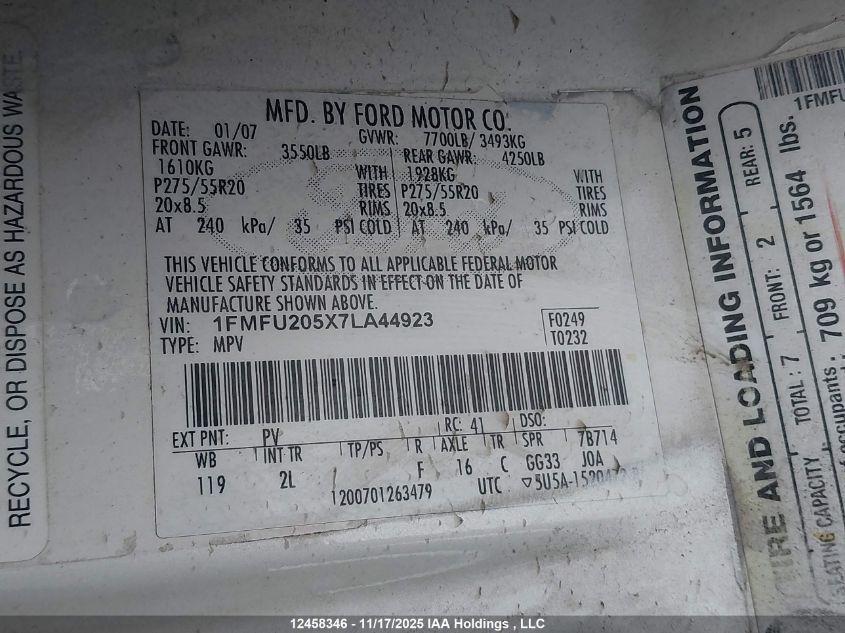 RECYCLE, OR DISPOSE AS HAZARDOUS WASTE
MFD. BY FORD MOTOR CO.
DATE: 01/07 GVWR: 7700LB/ 3493KG
FRONT GAWR: 3550LB REAR GAWR: 4250LB
1610KG WITH 1928KG WITH
P275/55R20 TIRES P275/55R20 TIRES
20x8.5 RIMS 20x8.5 RIMS
AT 240 kPa/ 35 PSI COLD AT 240 kPa/ 35 PSI COLD
THIS VEHICLE CONFORMS TO ALL APPLICABLE FEDERAL MOTOR
VEHICLE SAFETY STANDARDS IN EFFECT ON THE DATE OF
MANUFACTURE SHOWN ABOVE.
VIN: 1FMFU205X7LA44923 F0249
TYPE: MPV T0232
EXT PNT: PV RC: 41 DSO:
WB INT TR TP/PS R AXLE TR SPR 7B714
119 2L F 16 C GG33 JOA
1200701263479 UTC ▽5U5A-1520472
1FMFU
TIRE AND LOADING INFORMATION
SEATING CAPACITY TOTAL: 7 FRONT: 2 REAR: 5
of occupants. 709 kg or 1564 lbs.
12458346 - 11/17/2025 IAA Holdings , LLC